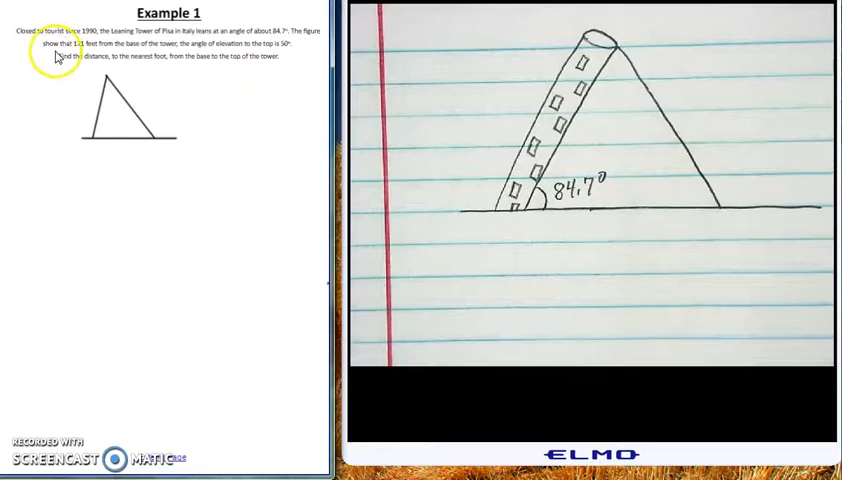 Example 1
Closed to tourist since 1990, the Leaning Tower of Pisa in Italy leans at an angle of about 84.7º. The figure
show that 171 feet from the base of the tower, the angle of elevation to the top is 50º.
Find the distance, to the nearest foot, from the base to the top of the tower.
84.7º
RECORDED WITH
SCREENCAST MATIC
ELMO